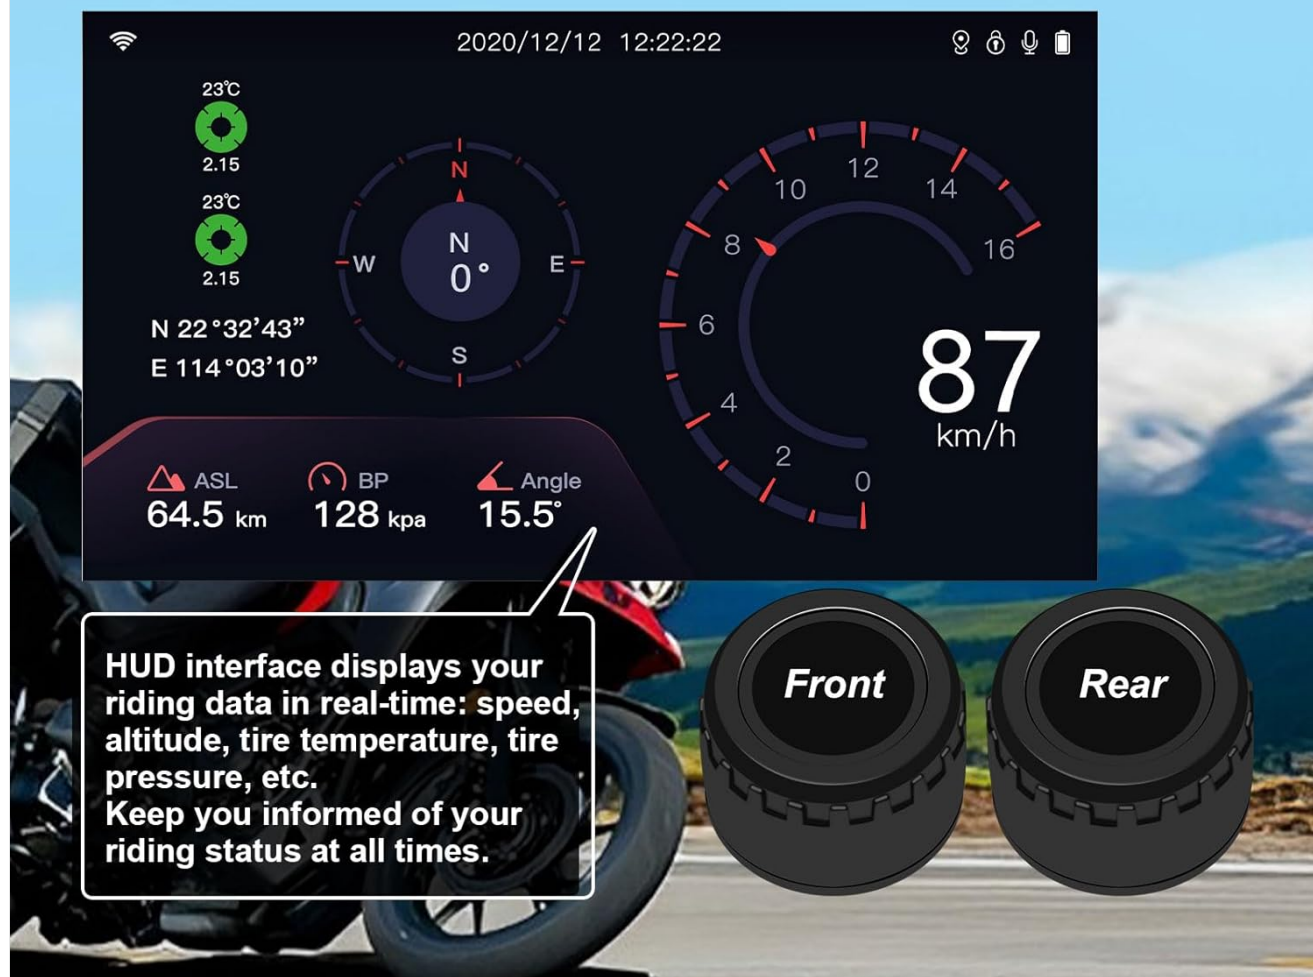 2020/12/12 12:22:22
23℃
2.15
23℃
2.15
N 22°32’43”
E 114°03’10”
N
W
N
0°
E
S
0
2
4
6
8
10
12
14
16
87
km/h
ASL
64.5 km
BP
128 kpa
Angle
15.5°
HUD interface displays your
riding data in real-time: speed,
altitude, tire temperature, tire
pressure, etc.
Keep you informed of your
riding status at all times.
Front
Rear